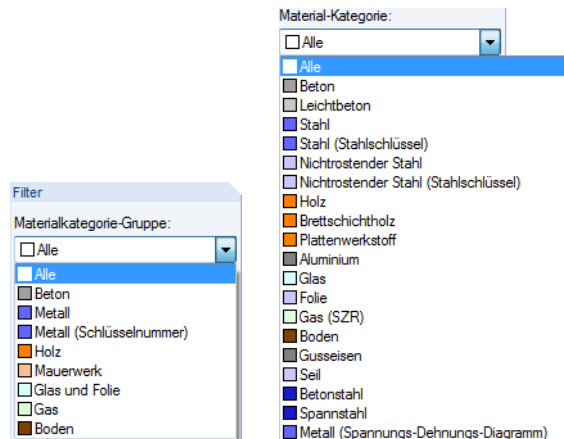 Filter
Materialkategorie-Gruppe:
Alle
Alle
Beton
Metall
Metall (Schlüsselnummer)
Holz
Mauerwerk
Glas und Folie
Gas
Boden
Material-Kategorie:
Alle
Alle
Beton
Leichtbeton
Stahl
Stahl (Stahlschlüssel)
Nichtrostender Stahl
Nichtrostender Stahl (Stahlschlüssel)
Holz
Brettschichtholz
Plattenwerkstoff
Aluminium
Glas
Folie
Gas (SZR)
Boden
Gusseisen
Seil
Betonstahl
Spannstahl
Metall (Spannungs-Dehnungs-Diagramm)